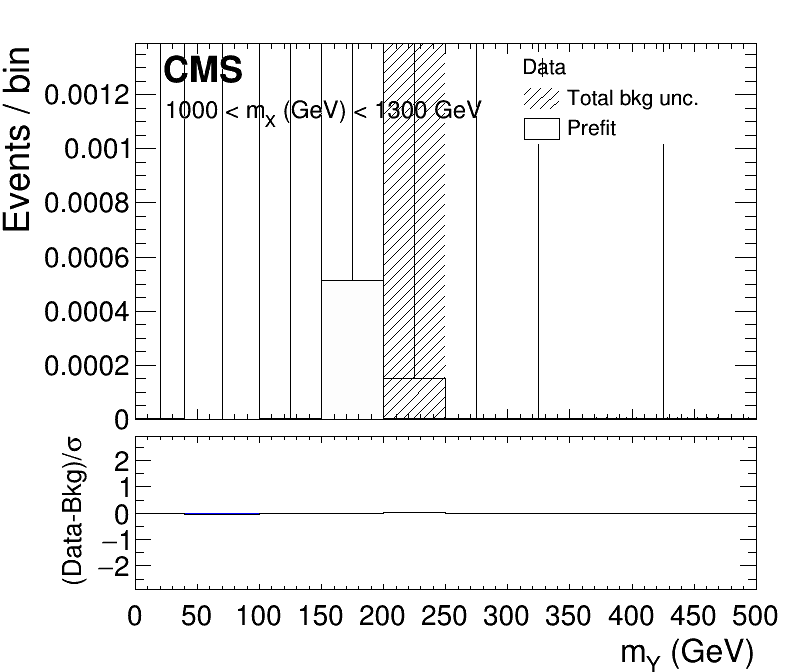 CMS
1000 < mX (GeV) < 1300 GeV
Data
Total bkg unc.
Prefit
Events / bin
0.0012
0.001
0.0008
0.0006
0.0004
0.0002
0
(Data-Bkg)/σ
2
1
0
−1
−2
0 50 100 150 200 250 300 350 400 450 500
mY (GeV)